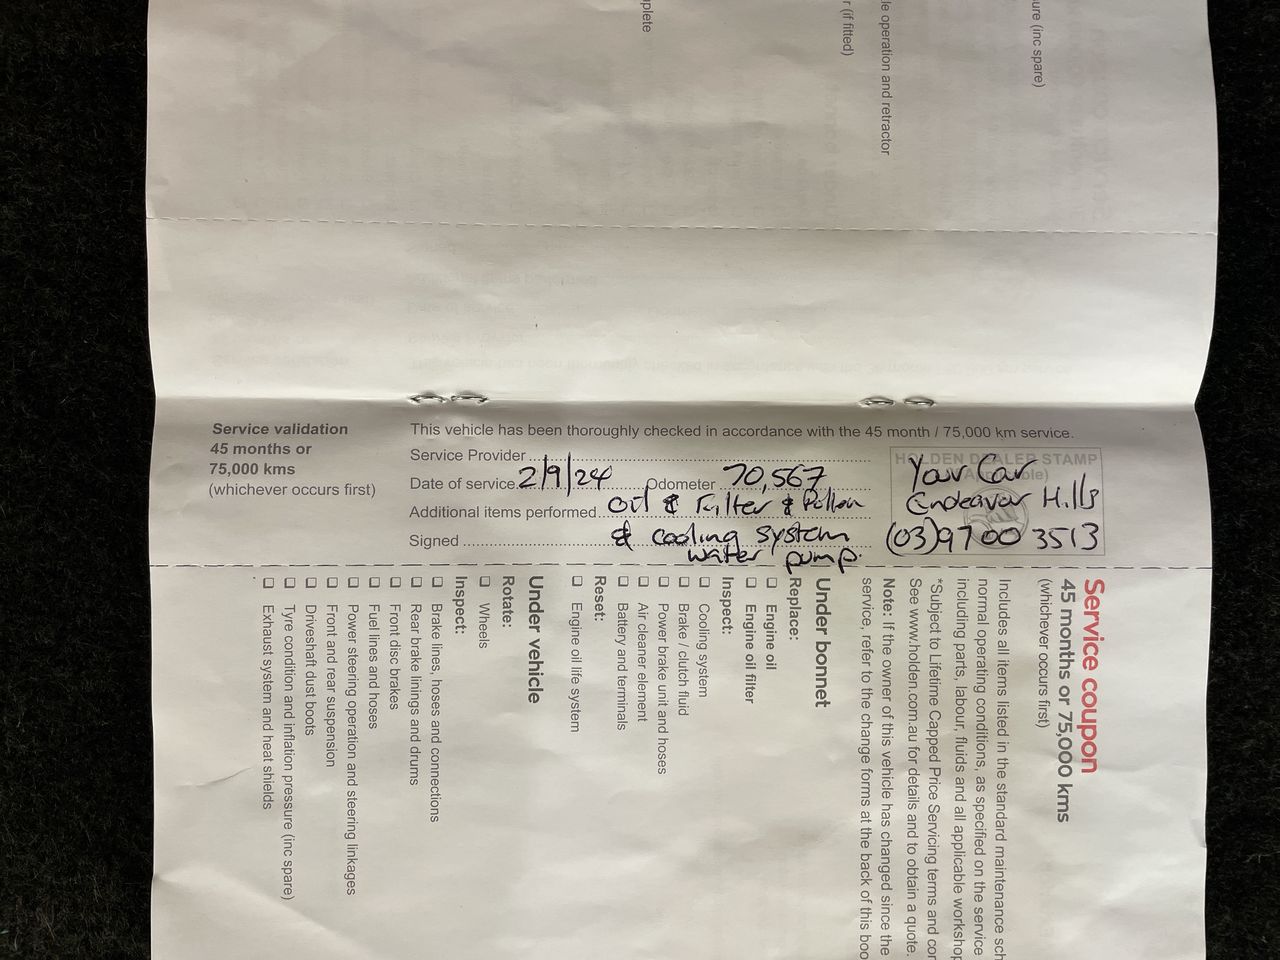 plete
r (if fitted)
le operation and retractor
ure (inc spare)
Service validation
45 months or
75,000 kms
(whichever occurs first)
This vehicle has been thoroughly checked in accordance with the 45 month / 75,000 km service.
Service Provider
Date of service 2/9/24 Odometer 70,567
Additional items performed Oil & Filter & Pollen
Signed & cooling system
water pump.
HOLDEN DEALER STAMP
Your Car
Endeavar Hills
(03)9700 3513
Service coupon
45 months or 75,000 kms
(whichever occurs first)
Includes all items listed in the standard maintenance sch
normal operating conditions, as specified on the service
including parts, labour, fluids and all applicable workshop
*Subject to Lifetime Capped Price Servicing terms and con
See www.holden.com.au for details and to obtain a quote.
Note: If the owner of this vehicle has changed since the
service, refer to the change forms at the back of this boo
Under bonnet
Replace:
Engine oil
Engine oil filter
Inspect:
Cooling system
Brake / clutch fluid
Power brake unit and hoses
Air cleaner element
Battery and terminals
Reset:
Engine oil life system
Under vehicle
Rotate:
Wheels
Inspect:
Brake lines, hoses and connections
Rear brake linings and drums
Front disc brakes
Fuel lines and hoses
Power steering operation and steering linkages
Front and rear suspension
Driveshaft dust boots
Tyre condition and inflation pressure (inc spare)
Exhaust system and heat shields